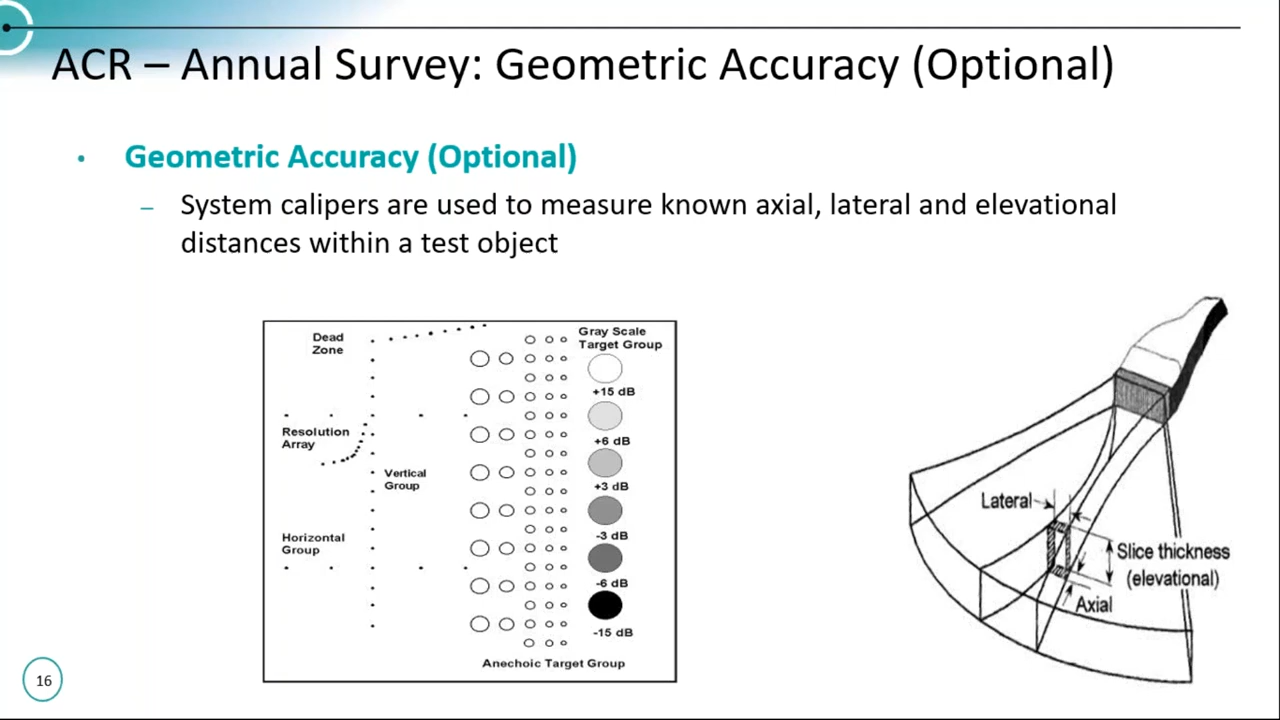 ACR – Annual Survey: Geometric Accuracy (Optional)
• Geometric Accuracy (Optional)
– System calipers are used to measure known axial, lateral and elevational
distances within a test object
Dead
Zone
Gray Scale
Target Group
+15 dB
Resolution
Array
+6 dB
Vertical
Group
+3 dB
Horizontal
Group
-3 dB
-6 dB
-15 dB
Anechoic Target Group
Lateral
Slice thickness
(elevational)
Axial
16